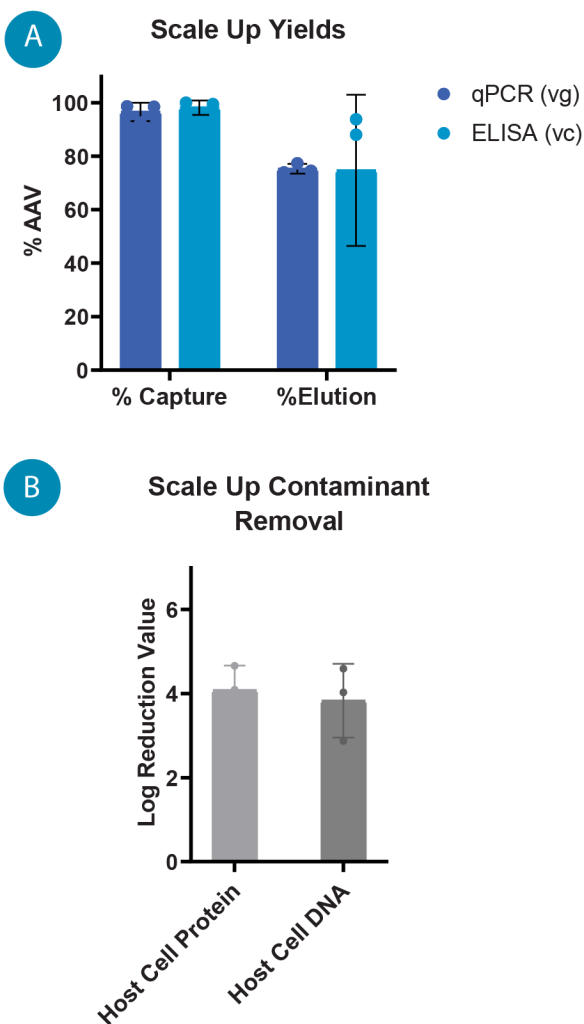 A
Scale Up Yields
qPCR (vg)
ELISA (vc)
100
80
60
40
20
0
% AAV
% Capture
%Elution
B
Scale Up Contaminant
Removal
6
4
2
0
Log Reduction Value
Host Cell Protein
Host Cell DNA